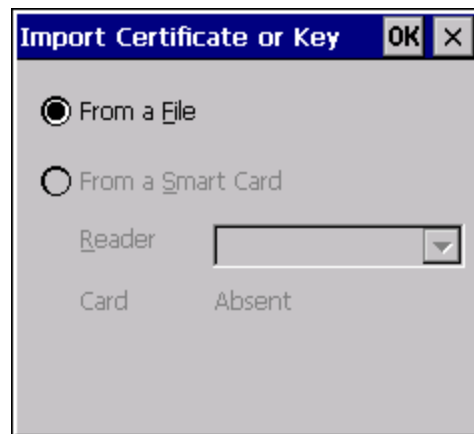 Import Certificate or Key OK
From a File
From a Smart Card
Reader
Card Absent